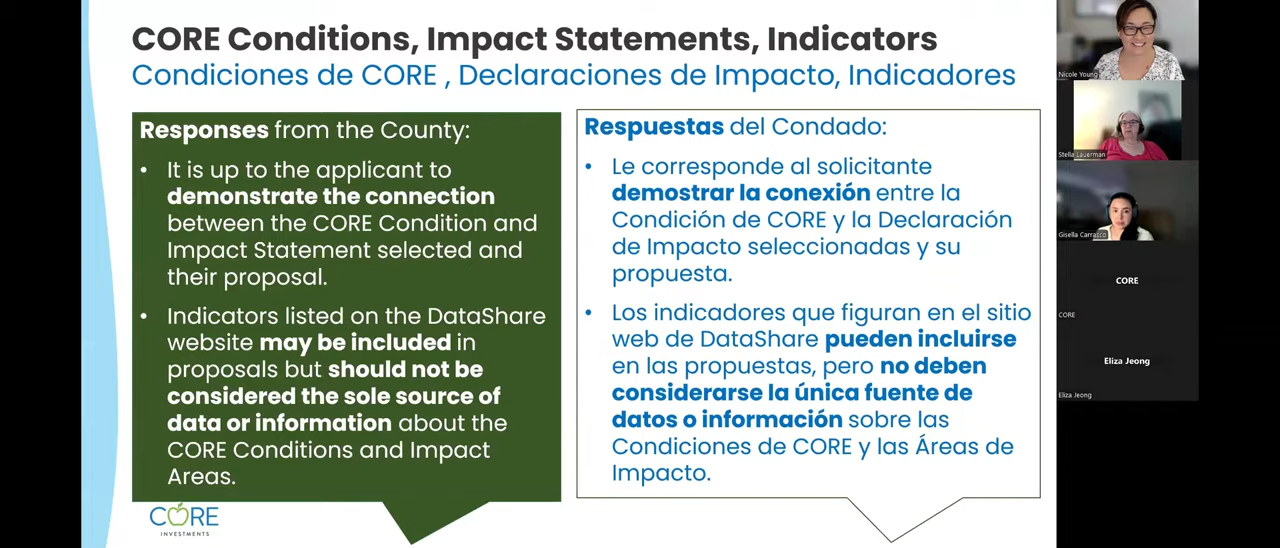 CORE Conditions, Impact Statements, Indicators
Condiciones de CORE , Declaraciones de Impacto, Indicadores
Responses from the County:
• It is up to the applicant to
demonstrate the connection
between the CORE Condition and
Impact Statement selected and
their proposal.
• Indicators listed on the DataShare
website may be included in
proposals but should not be
considered the sole source of
data or information about the
CORE Conditions and Impact
Areas.
Respuestas del Condado:
• Le corresponde al solicitante
demostrar la conexión entre la
Condición de CORE y la Declaración
de Impacto seleccionadas y su
propuesta.
• Los indicadores que figuran en el sitio
web de DataShare pueden incluirse
en las propuestas, pero no deben
considerarse la única fuente de
datos o información sobre las
Condiciones de CORE y las Áreas de
Impacto.
CORE
INVESTMENTS
Nicole Young
Stella Lauerman
Gisella Carrasco
CORE
CORE
Eliza Jeong
Eliza Jeong